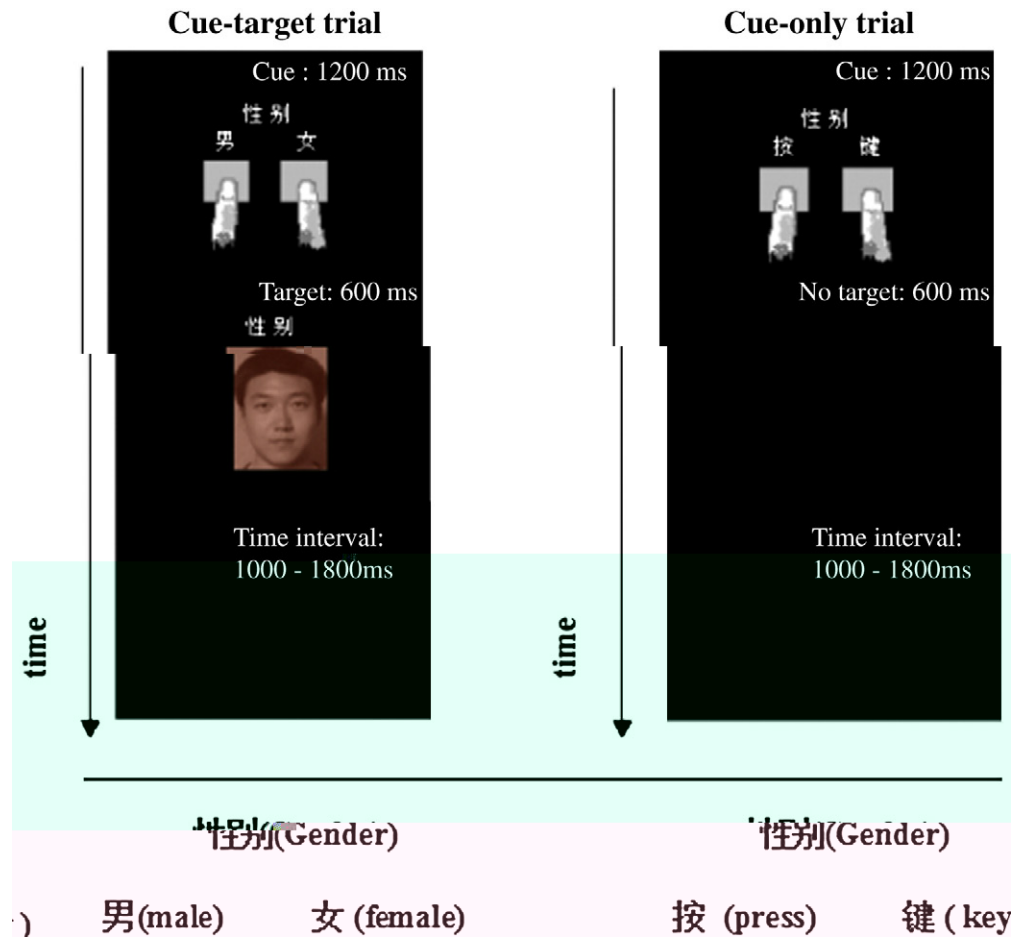 Cue-target trial
Cue : 1200 ms
性别
男 女
Target: 600 ms
性别
Time interval:
1000 - 1800ms
time
Cue-only trial
Cue : 1200 ms
性别
按 键
No target: 600 ms
Time interval:
1000 - 1800ms
time
性别(Gender)
男(male) 女 (female)
性别(Gender)
按 (press) 键 ( key
)